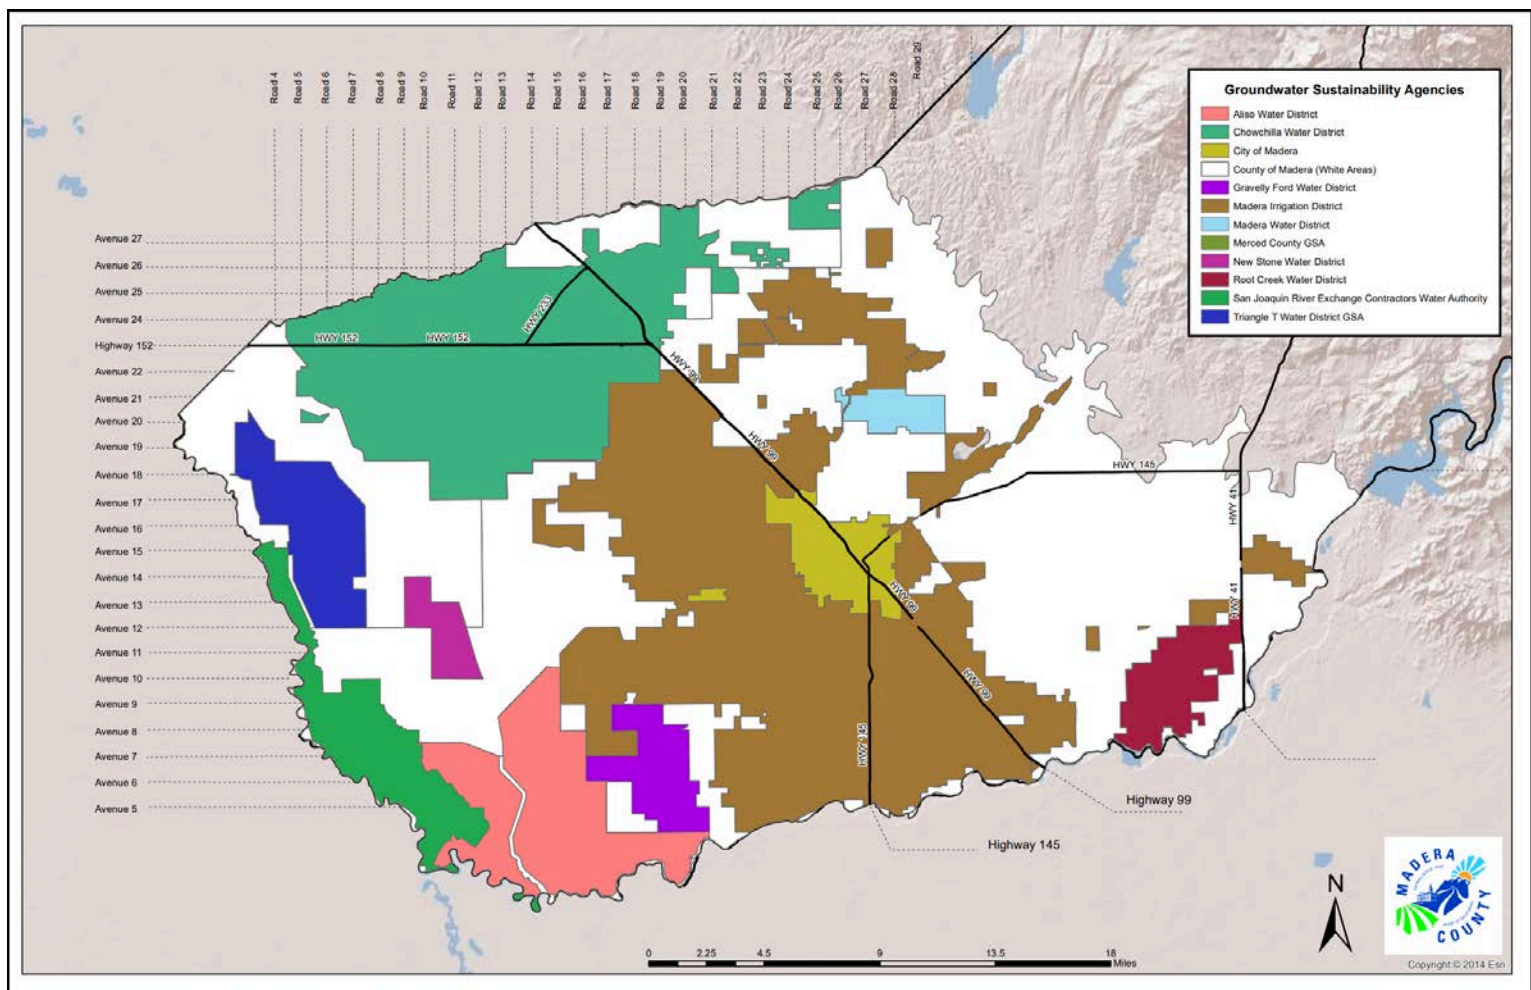 Road 4
Road 5
Road 6
Road 7
Road 8
Road 9
Road 10
Road 11
Road 12
Road 13
Road 14
Road 15
Road 16
Road 17
Road 18
Road 19
Road 20
Road 21
Road 22
Road 23
Road 24
Road 25
Road 26
Road 27
Road 28
Road 29
Groundwater Sustainability Agencies
Aliso Water District
Chowchilla Water District
City of Madera
County of Madera (White Areas)
Gravelly Ford Water District
Madera Irrigation District
Madera Water District
Merced County GSA
New Stone Water District
Root Creek Water District
San Joaquin River Exchange Contractors Water Authority
Triangle T Water District GSA
Avenue 27
Avenue 26
Avenue 25
Avenue 24
Highway 152
Avenue 22
Avenue 21
Avenue 20
Avenue 19
Avenue 18
Avenue 17
Avenue 16
Avenue 15
Avenue 14
Avenue 13
Avenue 12
Avenue 11
Avenue 10
Avenue 9
Avenue 8
Avenue 7
Avenue 6
Avenue 5
HWY 233
HWY 152
HWY 152
HWY 99
HWY 99
HWY 145
HWY 41
HWY 99
HWY 41
HWY 99
HWY 145
Highway 99
Highway 145
N
MADERA
COUNTY
0 2.25 4.5 9 13.5 18
Miles
Copyright © 2014 Esri